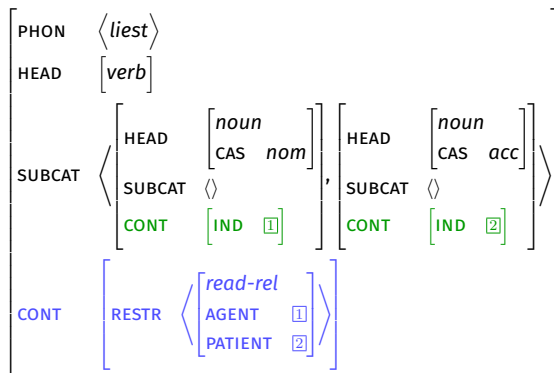 PHON ⟨liest⟩
HEAD [verb]
SUBCAT ⟨[HEAD [noun CAS nom] SUBCAT ⟨⟩ CONT [IND 1]], [HEAD [noun CAS acc] SUBCAT ⟨⟩ CONT [IND 2]]⟩
CONT [RESTR ⟨[read-rel AGENT 1 PATIENT 2]⟩]